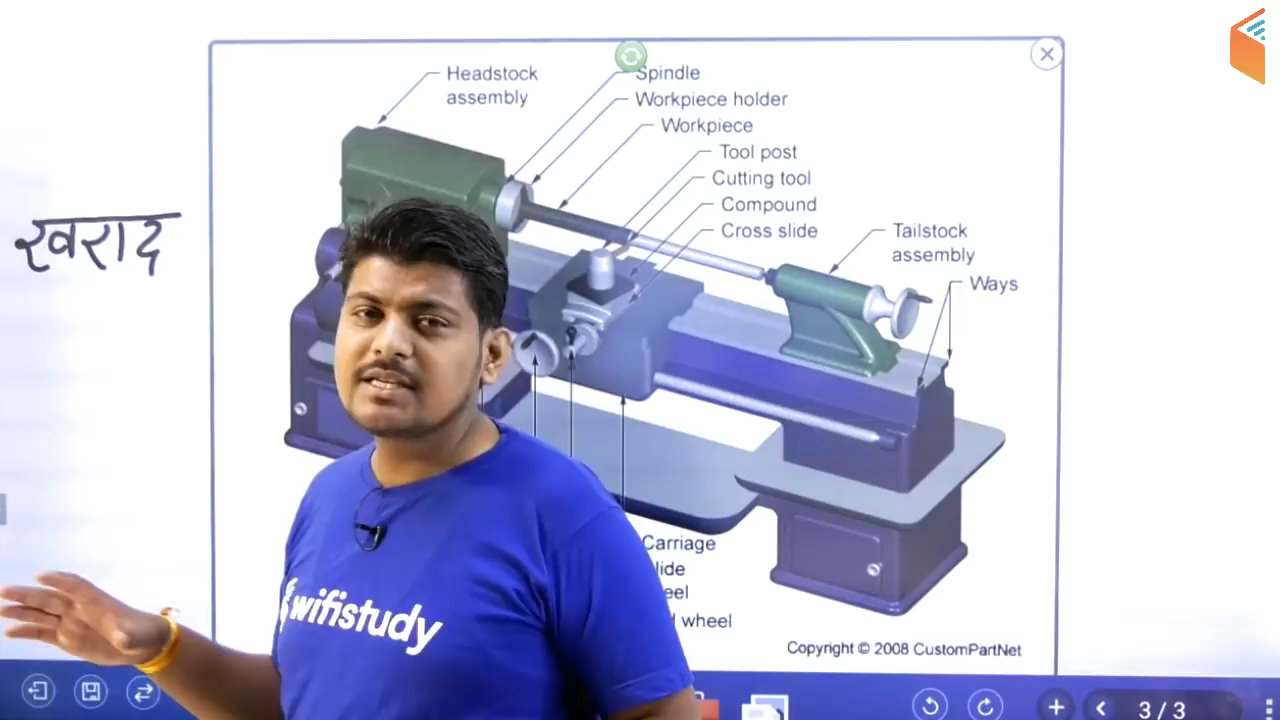 Headstock
assembly
Spindle
Workpiece holder
Workpiece
Tool post
Cutting tool
Compound
Cross slide
Tailstock
assembly
Ways
खराद
Carriage
lide
eel
wheel
wifistudy
Copyright © 2008 CustomPartNet
3 / 3